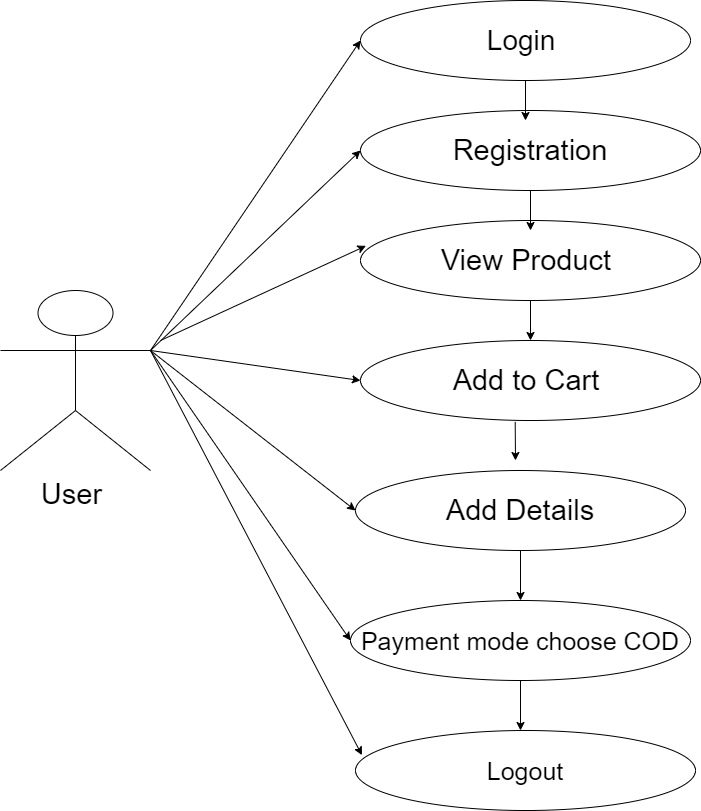 Login
Registration
View Product
Add to Cart
User
Add Details
Payment mode choose COD
Logout